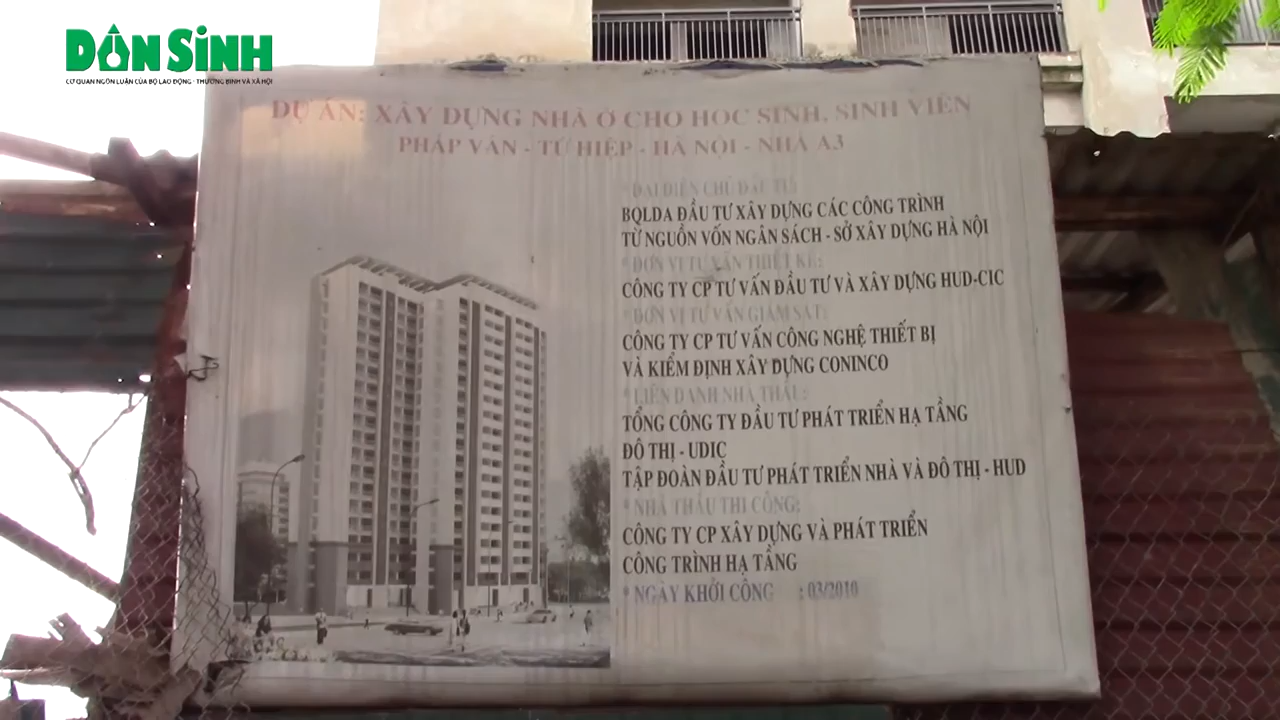 DÂN SINH
CƠ QUAN NGÔN LUẬN CỦA BỘ LAO ĐỘNG - THƯƠNG BINH VÀ XÃ HỘI
DỰ ÁN: XÂY DỰNG NHÀ Ở CHO HỌC SINH, SINH VIÊN
PHÁP VÂN - TỨ HIỆP - HÀ NỘI - NHÀ A3
* ĐẠI DIỆN CHỦ ĐẦU TƯ:
BQLDA ĐẦU TƯ XÂY DỰNG CÁC CÔNG TRÌNH
TỪ NGUỒN VỐN NGÂN SÁCH - SỞ XÂY DỰNG HÀ NỘI
* ĐƠN VỊ TƯ VẤN THIẾT KẾ:
CÔNG TY CP TƯ VẤN ĐẦU TƯ VÀ XÂY DỰNG HUD-CIC
* ĐƠN VỊ TƯ VẤN GIÁM SÁT:
CÔNG TY CP TƯ VẤN CÔNG NGHỆ THIẾT BỊ
VÀ KIỂM ĐỊNH XÂY DỰNG CONINCO
* LIÊN DANH NHÀ THẦU:
TỔNG CÔNG TY ĐẦU TƯ PHÁT TRIỂN HẠ TẦNG
ĐÔ THỊ - UDIC
TẬP ĐOÀN ĐẦU TƯ PHÁT TRIỂN NHÀ VÀ ĐÔ THỊ - HUD
* NHÀ THẦU THI CÔNG:
CÔNG TY CP XÂY DỰNG VÀ PHÁT TRIỂN
CÔNG TRÌNH HẠ TẦNG
* NGÀY KHỞI CÔNG : 03/2010